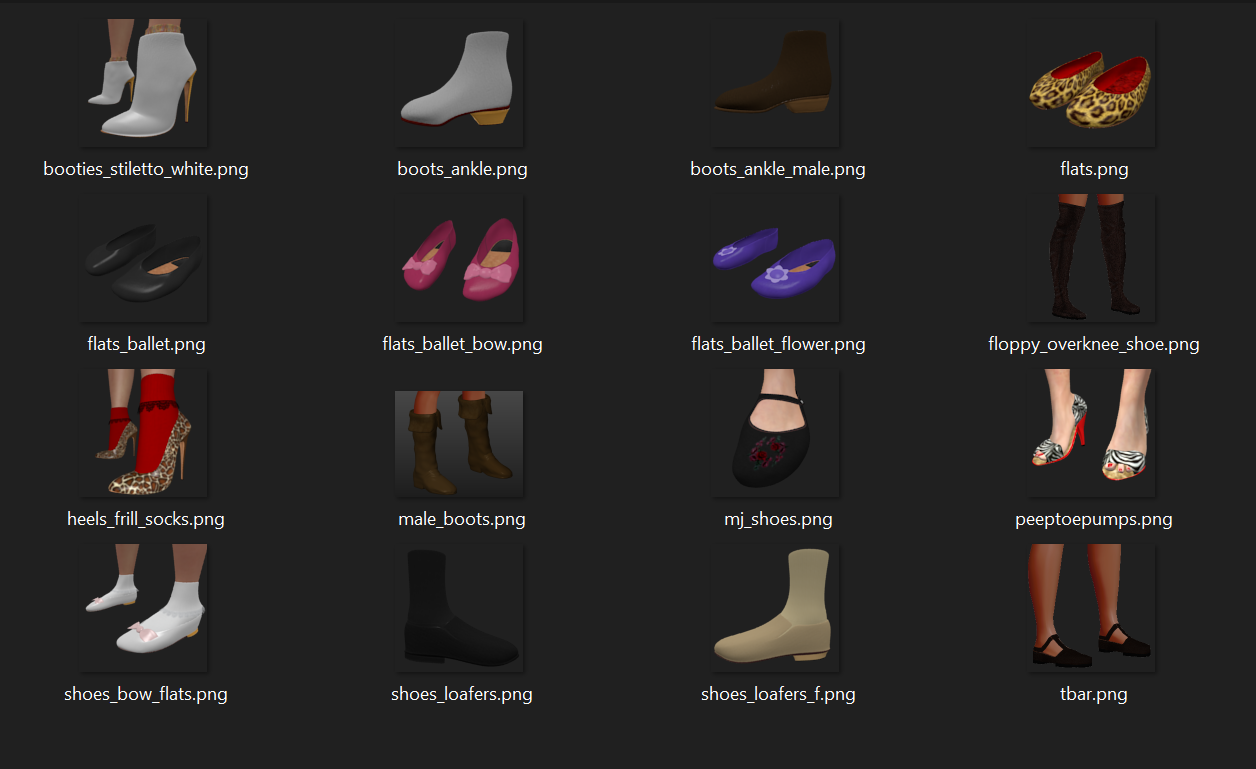 booties_stiletto_white.png
boots_ankle.png
boots_ankle_male.png
flats.png
flats_ballet.png
flats_ballet_bow.png
flats_ballet_flower.png
floppy_overknee_shoe.png
heels_frill_socks.png
male_boots.png
mj_shoes.png
peeptoepumps.png
shoes_bow_flats.png
shoes_loafers.png
shoes_loafers_f.png
tbar.png